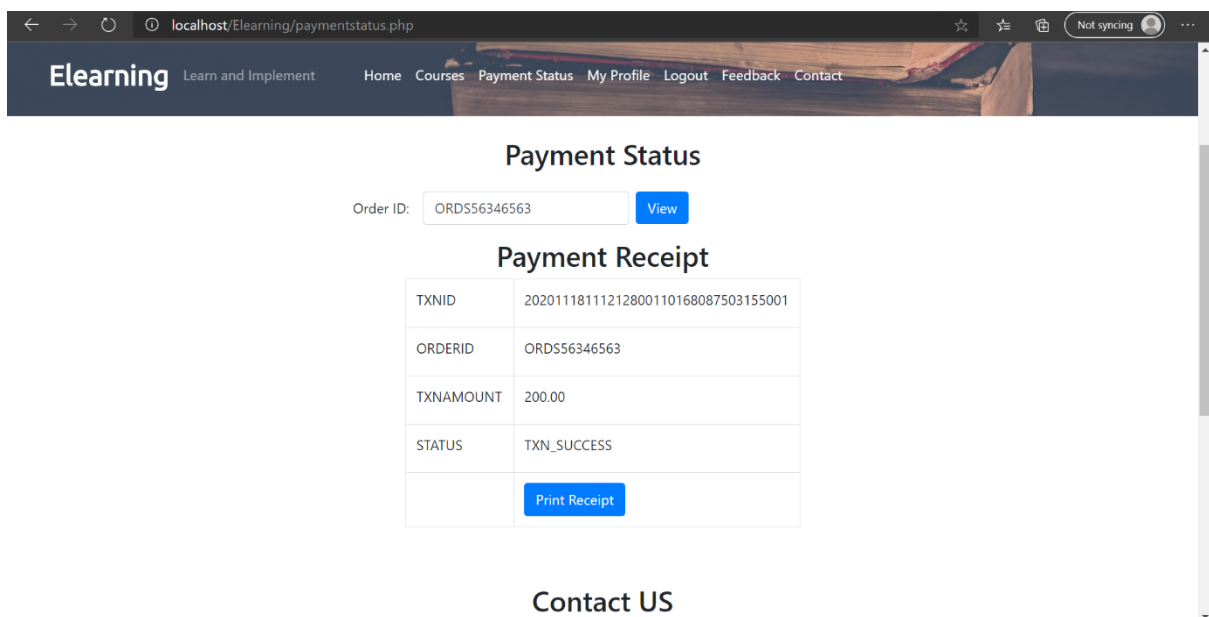 localhost/Elearning/paymentstatus.php Not syncing
Elearning Learn and Implement Home Courses Payment Status My Profile Logout Feedback Contact
Payment Status
Order ID: ORDS56346563 View
Payment Receipt
TXNID 20201118111212800110168087503155001
ORDERID ORDS56346563
TXNAMOUNT 200.00
STATUS TXN_SUCCESS
Print Receipt
Contact US